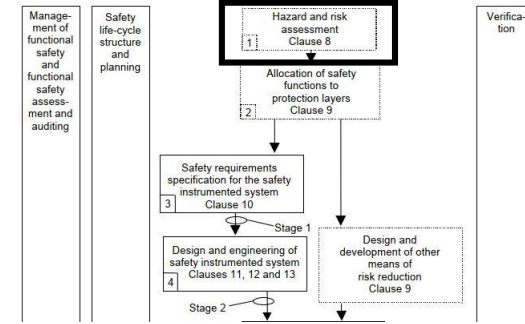 Manage-
ment of
functional
safety
and
functional
safety
assess-
ment and
auditing
Safety
life-cycle
structure
and
planning
Hazard and risk
assessment
Clause 8
1
Allocation of safety
functions to
protection layers
Clause 9
2
Safety requirements
specification for the safety
instrumented system
Clause 10
3
Stage 1
Design and engineering of
safety instrumented system
Clauses 11, 12 and 13
4
Design and
development of other
means of
risk reduction
Clause 9
Stage 2
Verifica-
tion